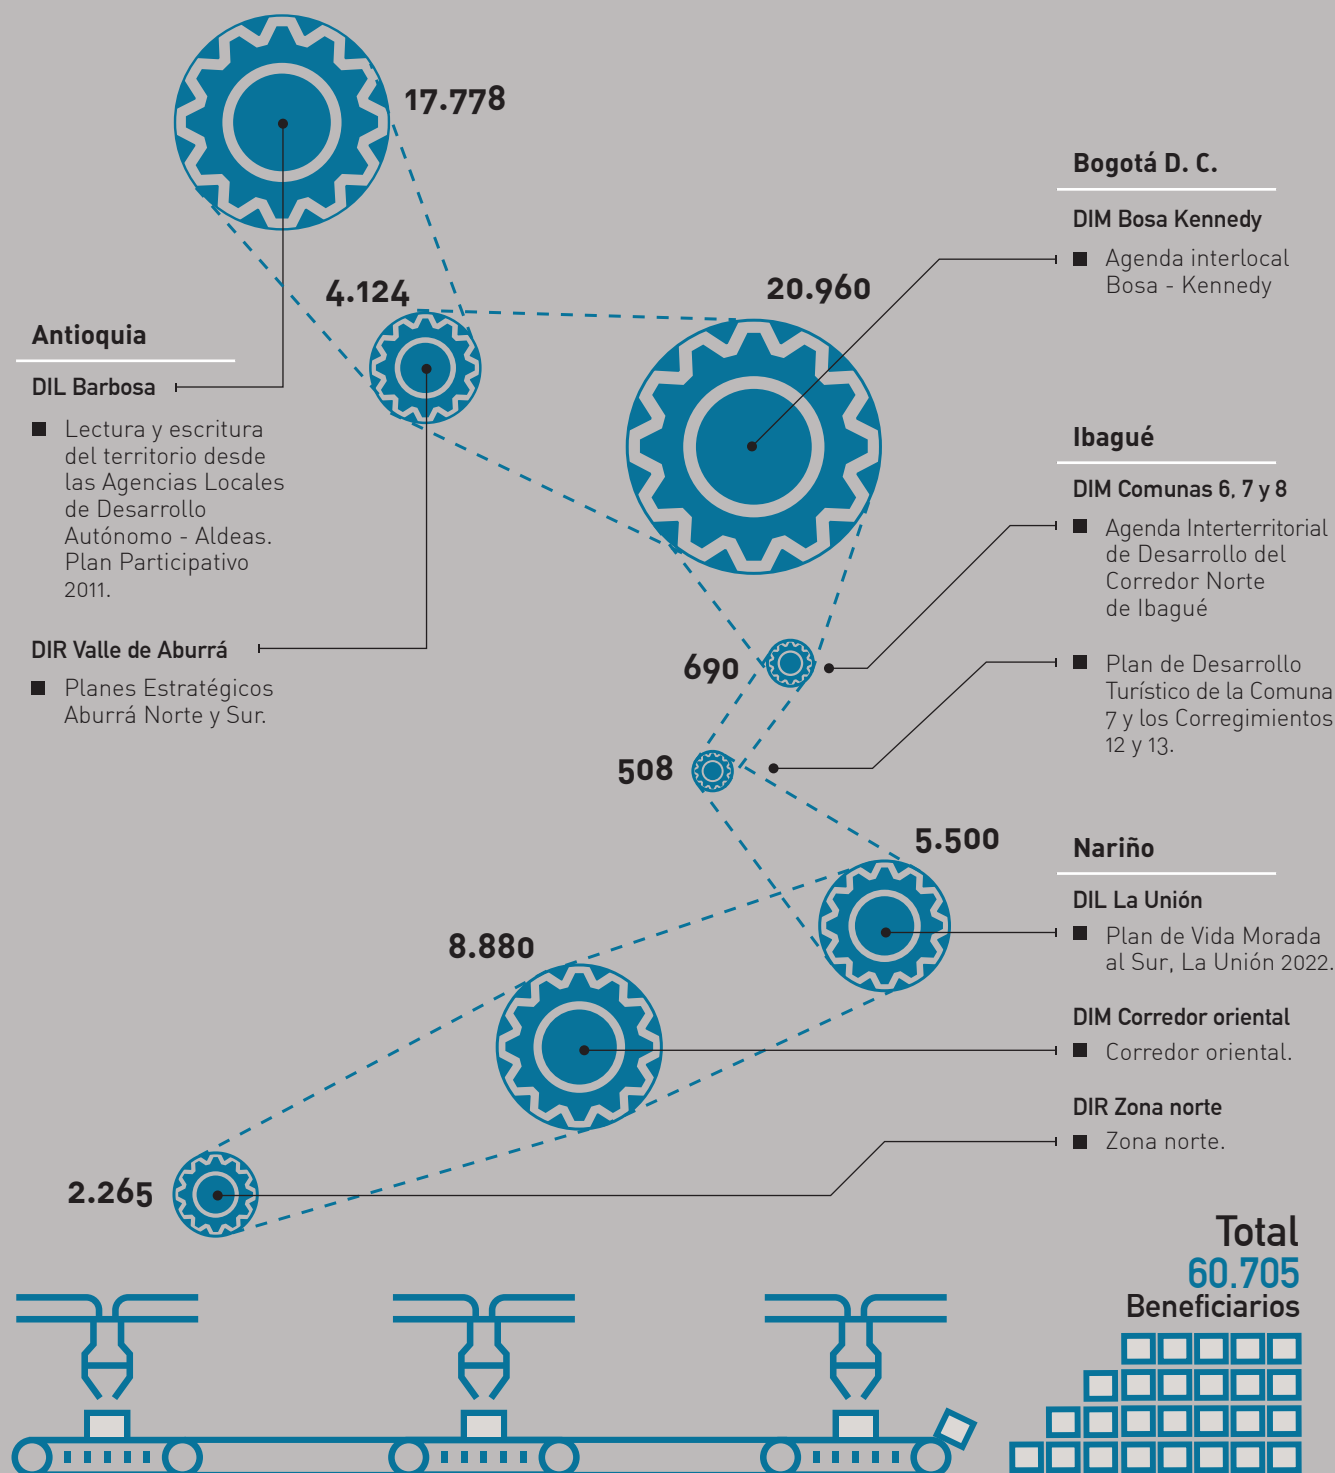 17.778
4.124
20.960
Antioquia
DIL Barbosa
Lectura y escritura
del territorio desde
las Agencias Locales
de Desarrollo
Autónomo - Aldeas.
Plan Participativo
2011.
DIR Valle de Aburrá
Planes Estratégicos
Aburrá Norte y Sur.
Bogotá D. C.
DIM Bosa Kennedy
Agenda interlocal
Bosa - Kennedy
Ibagué
DIM Comunas 6, 7 y 8
Agenda Interterritorial
de Desarrollo del
Corredor Norte
de Ibagué
Plan de Desarrollo
Turístico de la Comuna
7 y los Corregimientos
12 y 13.
690
508
5.500
8.880
2.265
Nariño
DIL La Unión
Plan de Vida Morada
al Sur, La Unión 2022.
DIM Corredor oriental
Corredor oriental.
DIR Zona norte
Zona norte.
Total
60.705
Beneficiarios